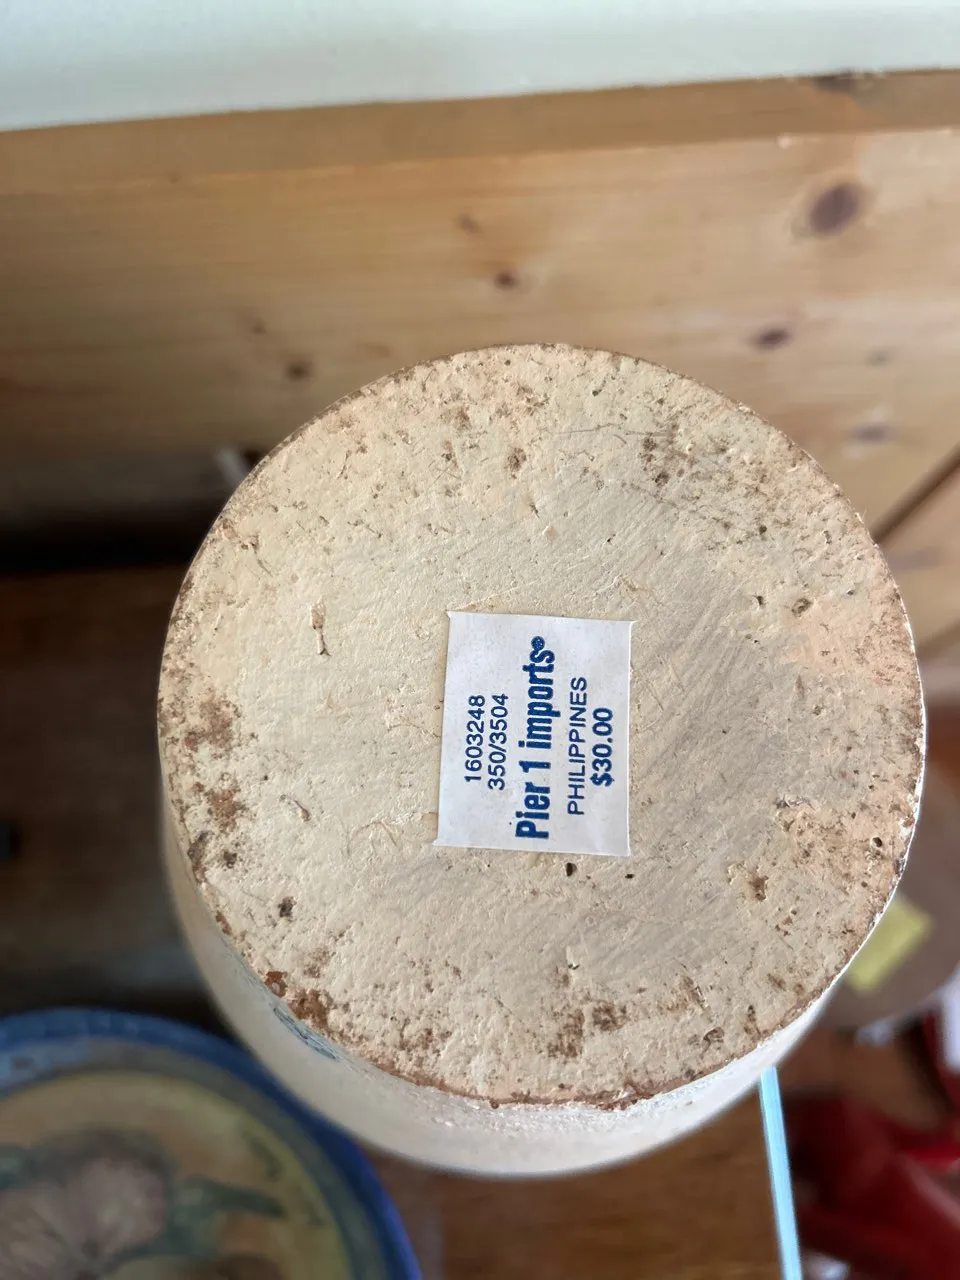 1603248
350/3504
Pier 1 imports®
PHILIPPINES
$30.00